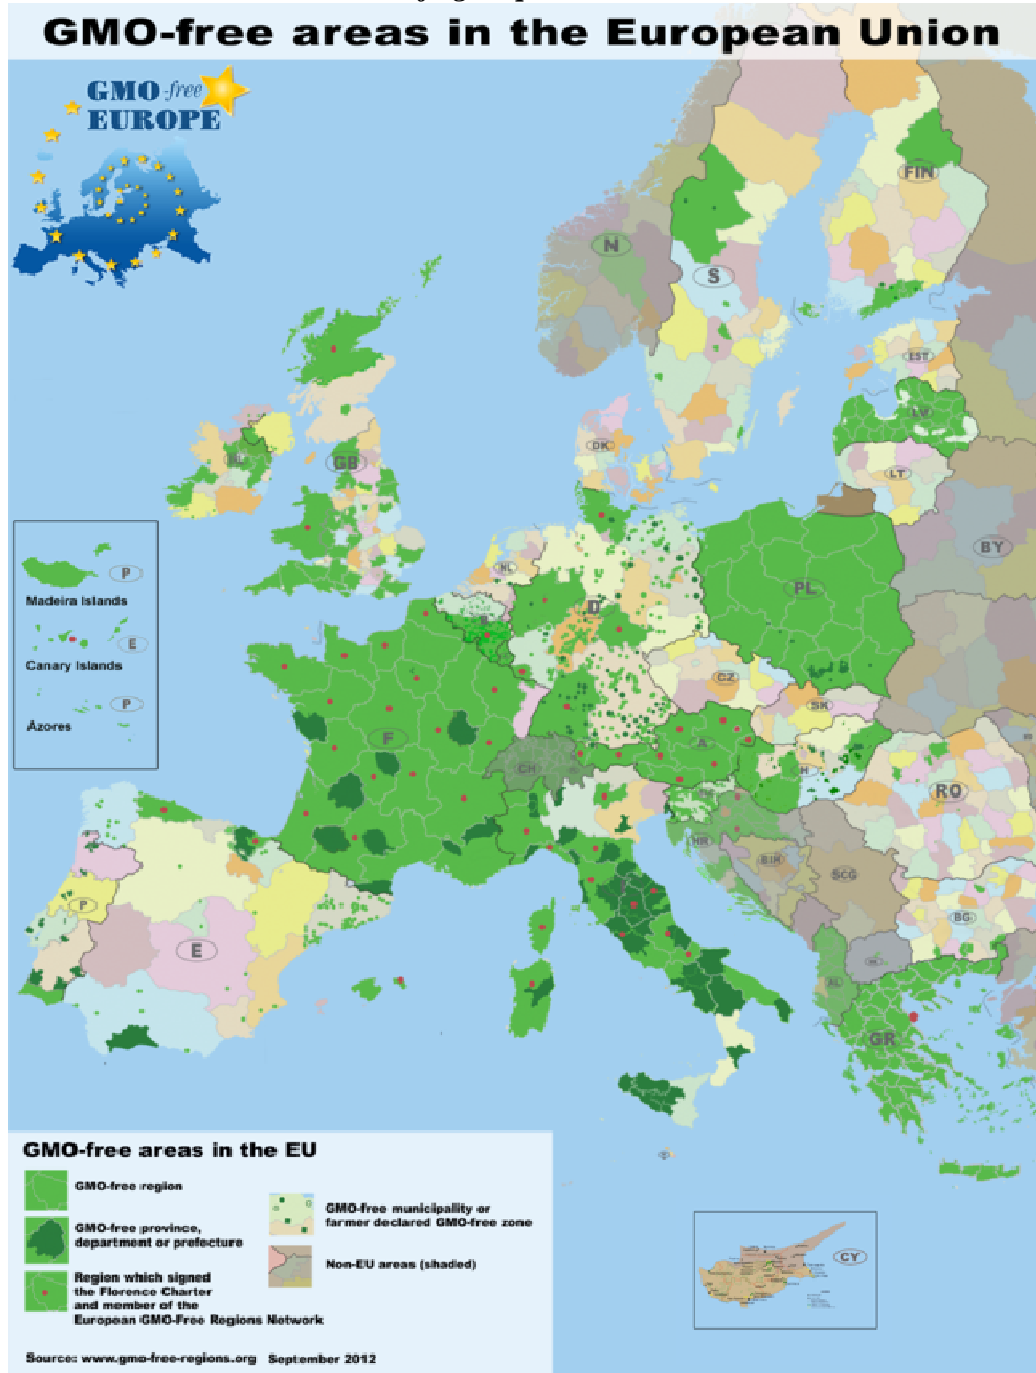 GMO-free areas in the European Union
GMO-free
EUROPE
FIN
N
S
EST
LV
DK
LT
GB
BY
NL
D
PL
P
Madeira Islands
E
Canary Islands
P
Azores
CZ
SK
F
A
CH
H
RO
HR
BIH
SCG
P
BG
E
AL
GR
GMO-free areas in the EU
GMO-free region
GMO-free province,
department or prefecture
Region which signed
the Florence Charter
and member of the
European GMO-Free Regions Network
GMO-free municipality or
farmer declared GMO-free zone
Non-EU areas (shaded)
CY
Source: www.gmo-free-regions.org September 2012